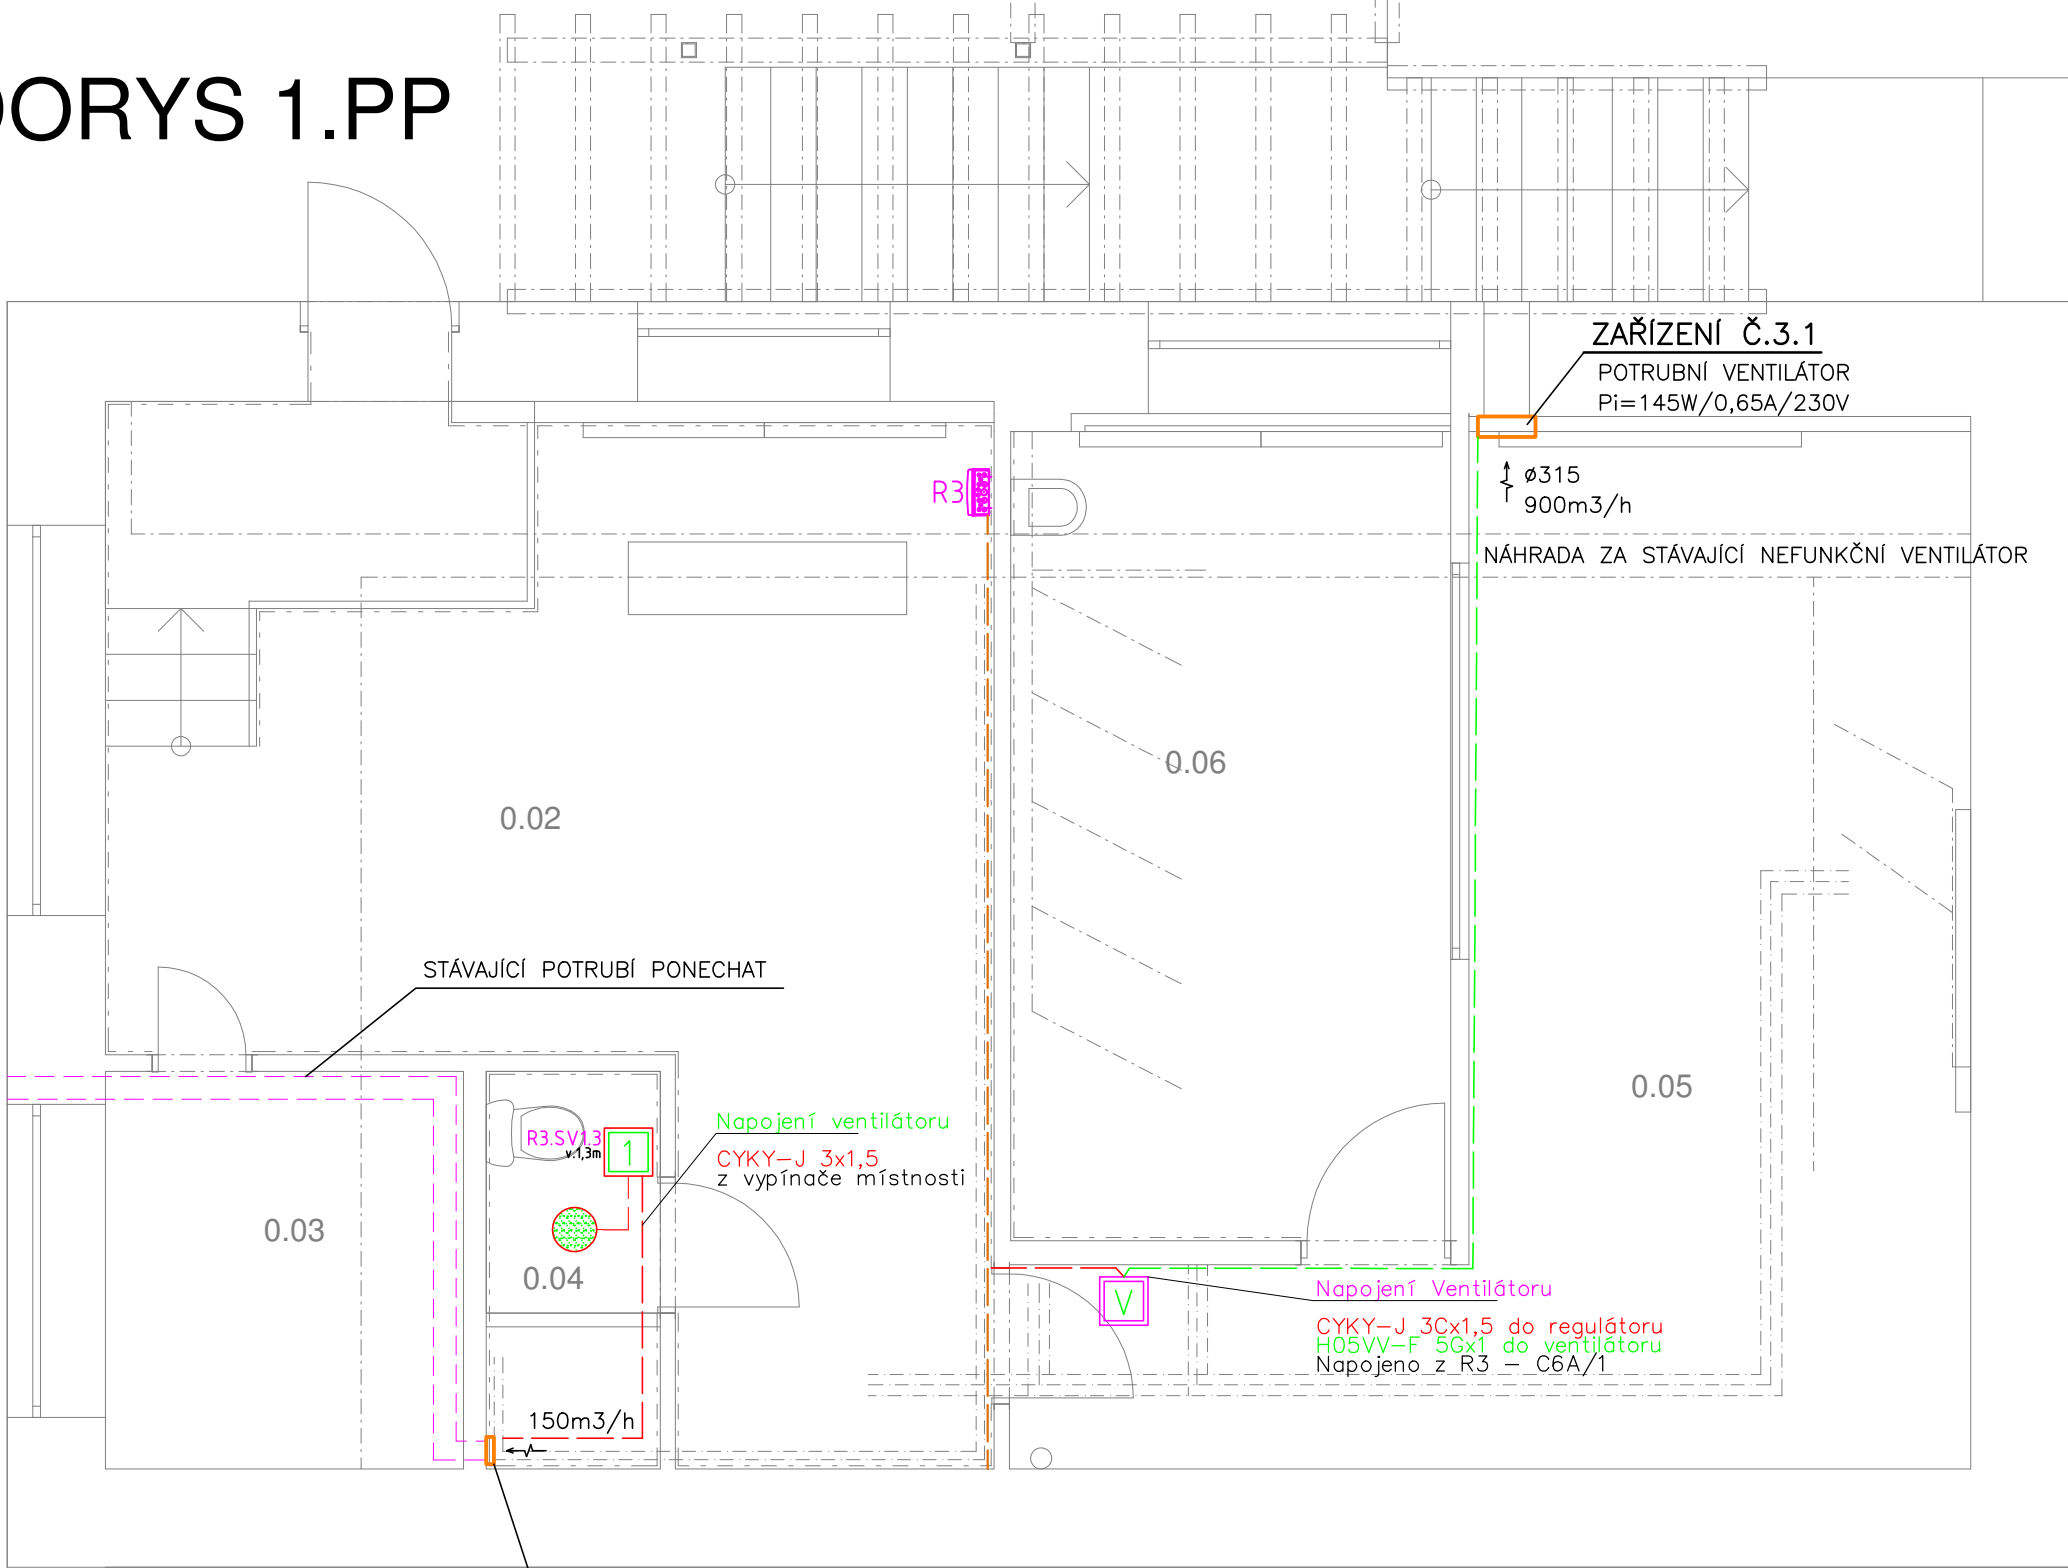 DORYS 1.PP
ZAŘÍZENÍ Č.3.1
POTRUBNÍ VENTILÁTOR
Pi=145W/0,65A/230V
R3
ø315
900m3/h
NÁHRADA ZA STÁVAJÍCÍ NEFUNKČNÍ VENTILÁTOR
0.06
0.02
STÁVAJÍCÍ POTRUBÍ PONECHAT
0.05
Napojení ventilátoru
CYKY-J 3x1,5
z vypínače místnosti
R3.SV1.3
v.1,3m
1
0.03
0.04
V
Napojení Ventilátoru
CYKY-J 3Cx1,5 do regulátoru
H05VV-F 5Gx1 do ventilátoru
Napojeno z R3 - C6A/1
150m3/h